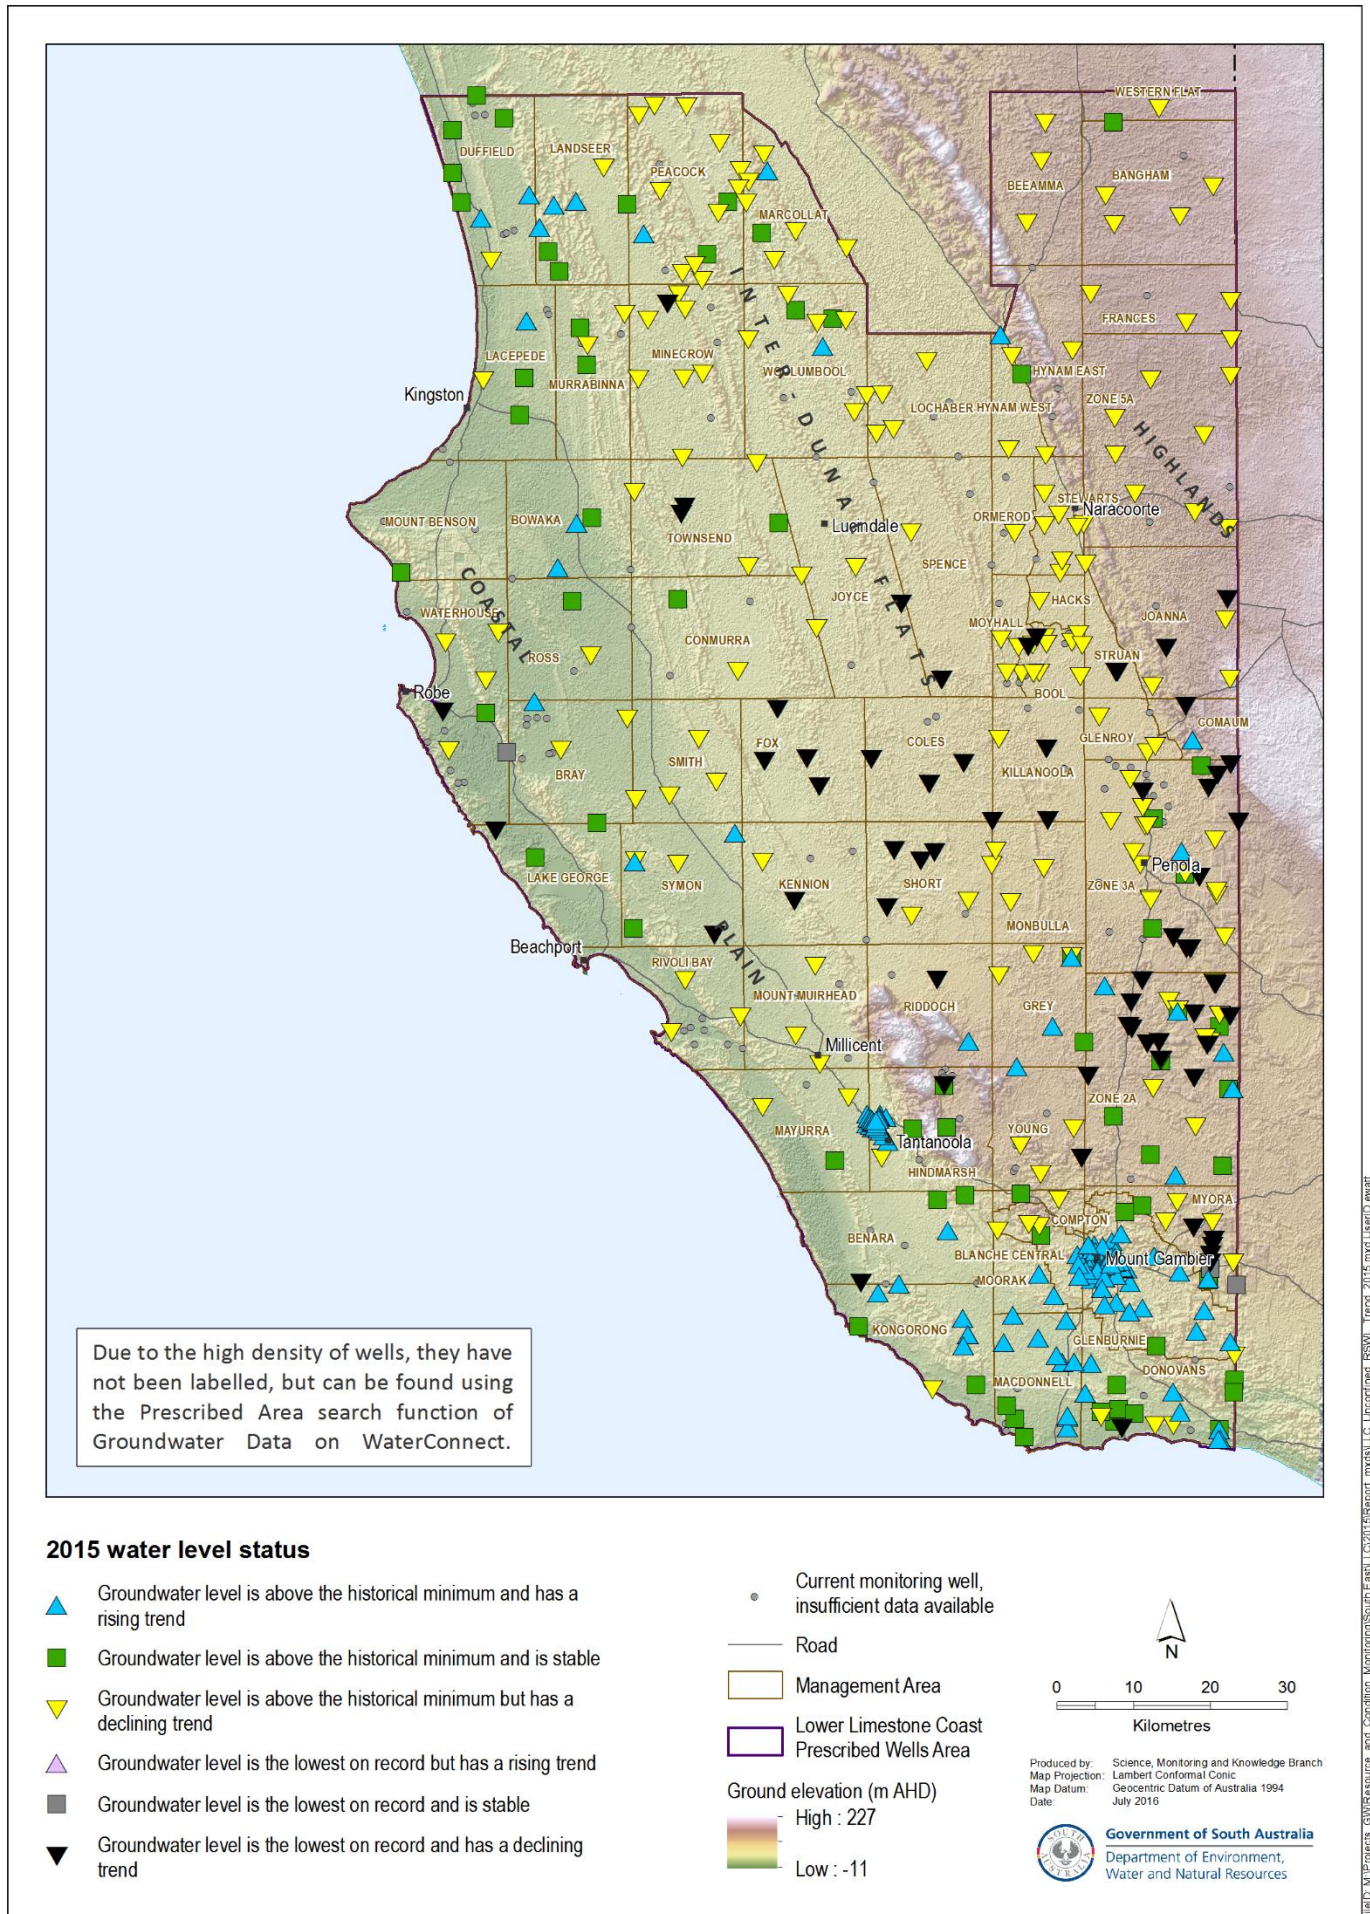 WESTERN FLAT
DUFFIELD
LANDSEER
PEACOCK
BEEAMMA
BANGHAM
MARCOLLAT
INTER-DUNAL FLATS
FRANCES
LACEPEDE
MURRABINNA
MINECROW
WOOLUMBOOL
HYNAM EAST
Kingston
LOCHABER
HYNAM WEST
ZONE 5A
HIGHLANDS
MOUNT BENSON
BOWAKA
TOWNSEND
Lucindale
ORMEROD
STEWARTS
Naracoorte
SPENCE
COASTAL PLAIN
WATERHOUSE
ROSS
CONMURRA
JOYCE
MOYHALL
HACKS
JOANNA
STRUAN
Robe
BOOL
COMAUM
BRAY
SMITH
FOX
COLES
KILLANOOLA
GLENROY
LAKE GEORGE
SYMON
KENNION
SHORT
ZONE 3A
Penola
MONBULLA
Beachport
RIVOLI BAY
MOUNT MUIRHEAD
RIDDOCH
GREY
Millicent
ZONE 2A
MAYURRA
Tantanoola
YOUNG
HINDMARSH
MYORA
COMPTON
BENARA
BLANCHE CENTRAL
Mount Gambier
MOORAK
KONGORONG
GLENBURNIE
MACDONNELL
DONOVANS
Due to the high density of wells, they have
not been labelled, but can be found using
the Prescribed Area search function of
Groundwater Data on WaterConnect.
2015 water level status
Groundwater level is above the historical minimum and has a
rising trend
Groundwater level is above the historical minimum and is stable
Groundwater level is above the historical minimum but has a
declining trend
Groundwater level is the lowest on record but has a rising trend
Groundwater level is the lowest on record and is stable
Groundwater level is the lowest on record and has a declining
trend
Current monitoring well,
insufficient data available
Road
Management Area
Lower Limestone Coast
Prescribed Wells Area
Ground elevation (m AHD)
High : 227
Low : -11
N
0 10 20 30
Kilometres
Produced by: Science, Monitoring and Knowledge Branch
Map Projection: Lambert Conformal Conic
Map Datum: Geocentric Datum of Australia 1994
Date: July 2016
SOUTH AUSTRALIA
Government of South Australia
Department of Environment,
Water and Natural Resources